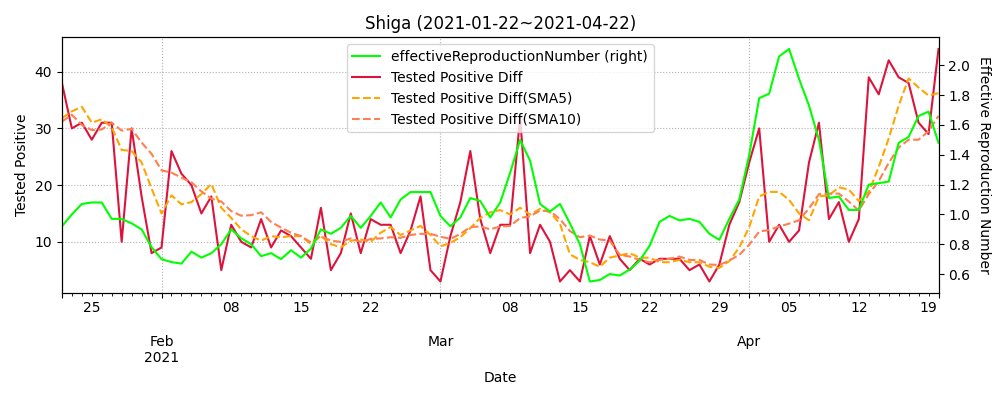 Shiga (2021-01-22~2021-04-22)
effectiveReproductionNumber (right)
Tested Positive Diff
Tested Positive Diff(SMA5)
Tested Positive Diff(SMA10)
Tested Positive
40
30
20
10
Effective Reproduction Number
2.0
1.8
1.6
1.4
1.2
1.0
0.8
0.6
25 08 15 22 08 15 22 29 05 12 19
Feb Mar Apr
2021
Date